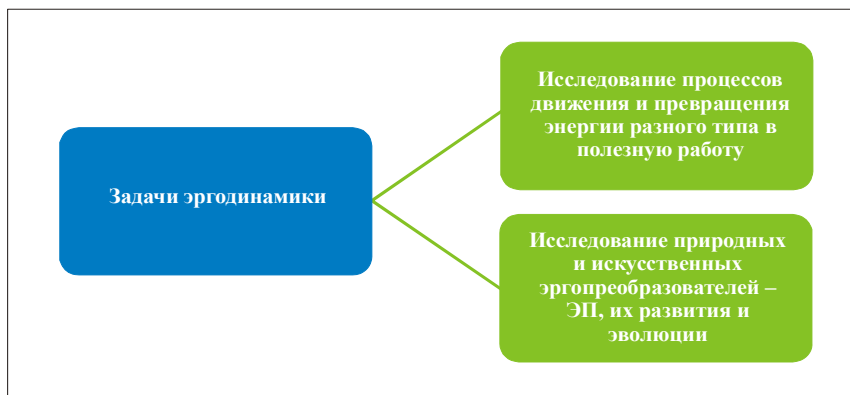 Задачи эргодинамики
Исследование процессов
движения и превращения
энергии разного типа в
полезную работу
Исследование природных
и искусственных
эргопреобразователей –
ЭП, их развития и
эволюции